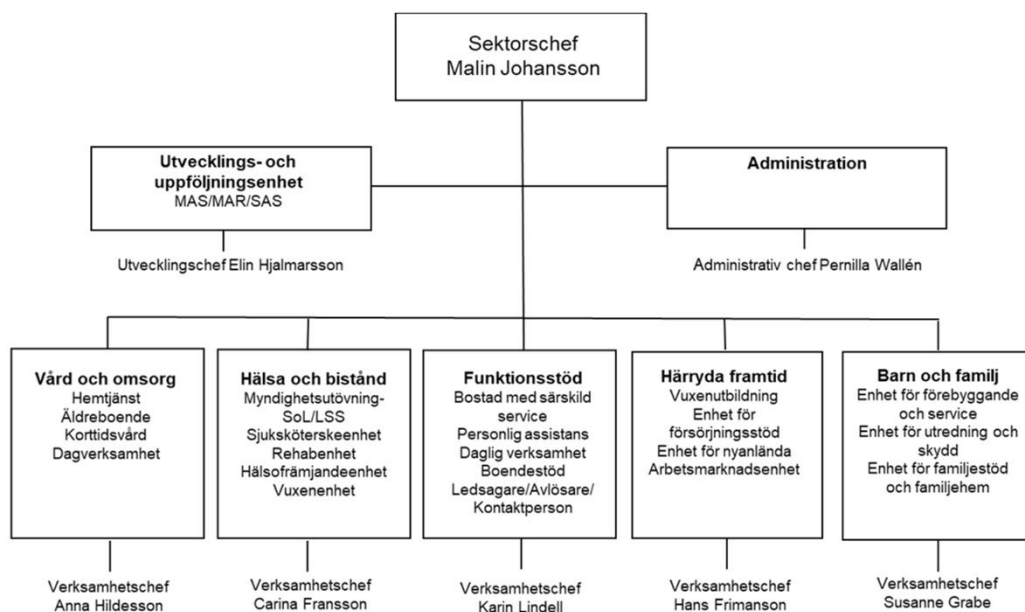 Sektorschef
Malin Johansson
Utvecklings- och
uppföljningsenhet
MAS/MAR/SAS
Utvecklingschef Elin Hjalmarsson
Administration
Administrativ chef Pernilla Wallén
Vård och omsorg
Hemtjänst
Äldreboende
Korttidsvård
Dagverksamhet
Verksamhetschef
Anna Hildesson
Hälsa och bistånd
Myndighetsutövning-
SoL/LSS
Sjuksköterskeenhet
Rehabenhet
Hälsofrämjandeenhet
Vuxenenhet
Verksamhetschef
Carina Fransson
Funktionsstöd
Bostad med särskild
service
Personlig assistans
Daglig verksamhet
Boendestöd
Ledsagare/Avlösare/
Kontaktperson
Verksamhetschef
Karin Lindell
Härryda framtid
Vuxenutbildning
Enhet för
försörjningsstöd
Enhet för nyanlända
Arbetsmarknadsenhet
Verksamhetschef
Hans Frimanson
Barn och familj
Enhet för förebyggande
och service
Enhet för utredning och
skydd
Enhet för familjestöd
och familjehem
Verksamhetschef
Susanne Grabe